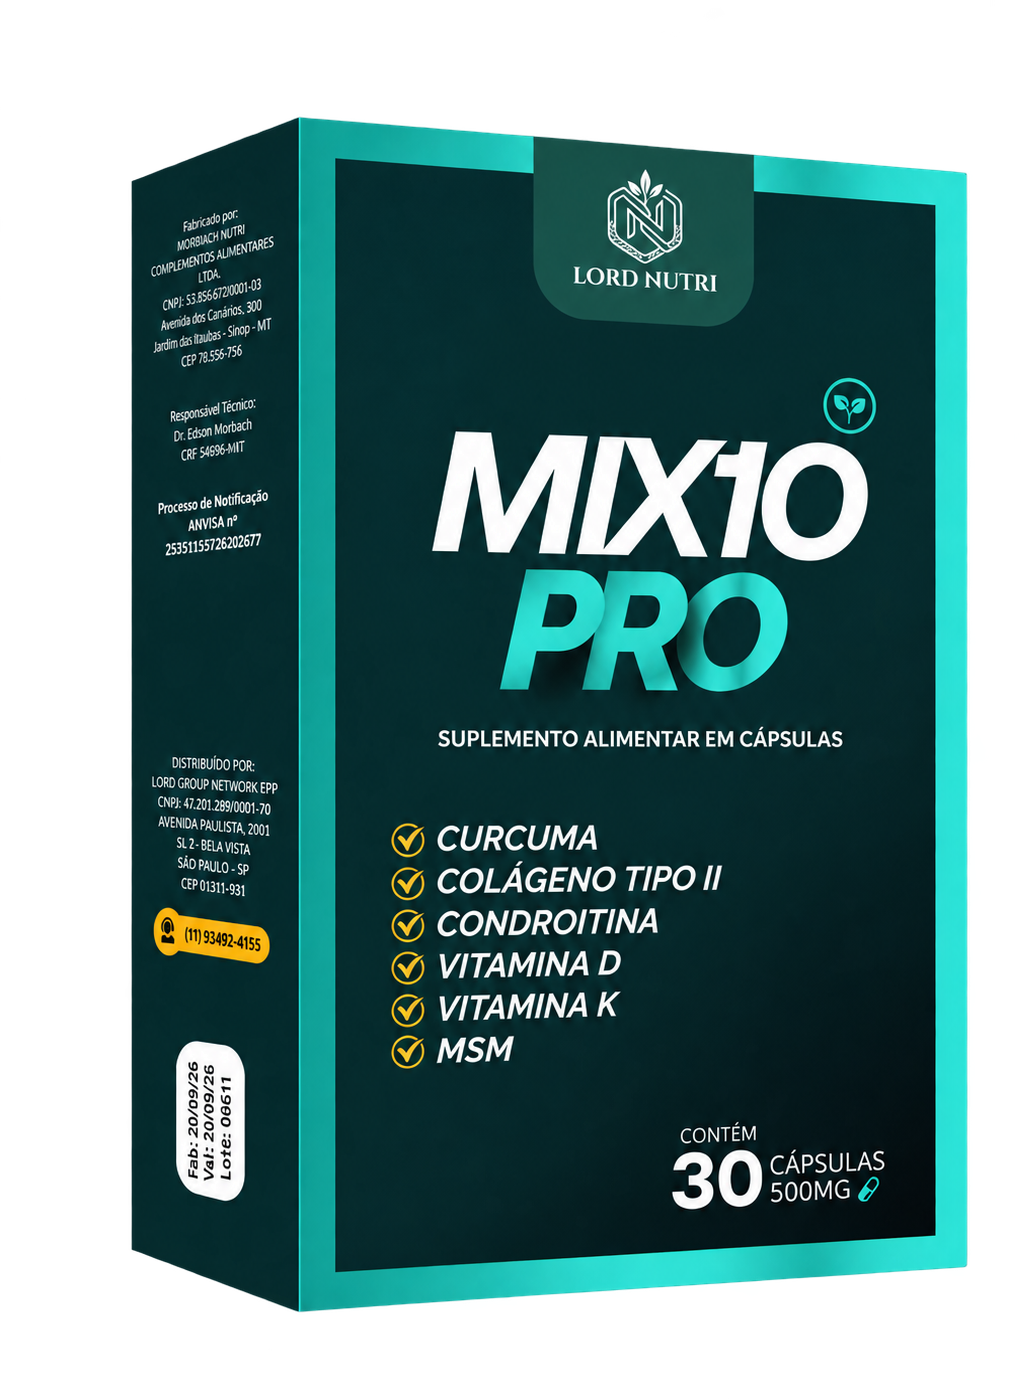 Fabricado por:
MORBIACH NUTRI
COMPLEMENTOS ALIMENTARES
LTDA.
CNPJ: 53.856.672/0001-03
Avenida dos Canários, 300
Jardim das Itaubas - Sinop - MT
CEP 78.556-756
Responsável Técnico:
Dr. Edson Morbach
CRF 54696-MIT
Processo de Notificação
ANVISA nº
25351155726202677
DISTRIBUÍDO POR:
LORD GROUP NETWORK EPP
CNPJ: 47.201.289/0001-70
AVENIDA PAULISTA, 2001
SL 2 - BELA VISTA
SÃO PAULO - SP
CEP 01311-931
(11) 93492-4155
Fab: 20/09/26
Val: 20/09/26
Lote: 00611
LORD NUTRI
MIX10
PRO
SUPLEMENTO ALIMENTAR EM CÁPSULAS
CURCUMA
COLÁGENO TIPO II
CONDROITINA
VITAMINA D
VITAMINA K
MSM
CONTÉM
30 CÁPSULAS
500MG